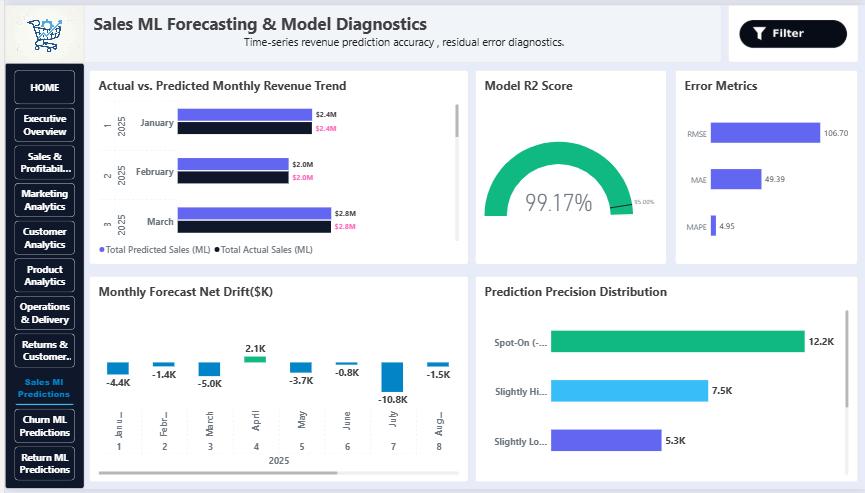 Sales ML Forecasting & Model Diagnostics
Time-series revenue prediction accuracy , residual error diagnostics.
Filter
HOME
Executive
Overview
Sales &
Profitabil...
Marketing
Analytics
Customer
Analytics
Product
Analytics
Operations
& Delivery
Returns &
Customer..
Sales Ml
Predictions
Churn ML
Predictions
Return ML
Predictions
Actual vs. Predicted Monthly Revenue Trend
1
2025
January
$2.4M
$2.4M
2
2025
February
$2.0M
$2.0M
3
2025
March
$2.8M
$2.8M
Total Predicted Sales (ML)
Total Actual Sales (ML)
Model R2 Score
99.17%
95.00%
Error Metrics
RMSE
106.70
MAE
49.39
MAPE
4.95
Monthly Forecast Net Drift($K)
-4.4K
-1.4K
-5.0K
2.1K
-3.7K
-0.8K
-10.8K
-1.5K
Janu...
Febr...
March
April
May
June
July
Aug...
1
2
3
4
5
6
7
8
2025
Prediction Precision Distribution
Spot-On (-...
12.2K
Slightly Hi...
7.5K
Slightly Lo...
5.3K